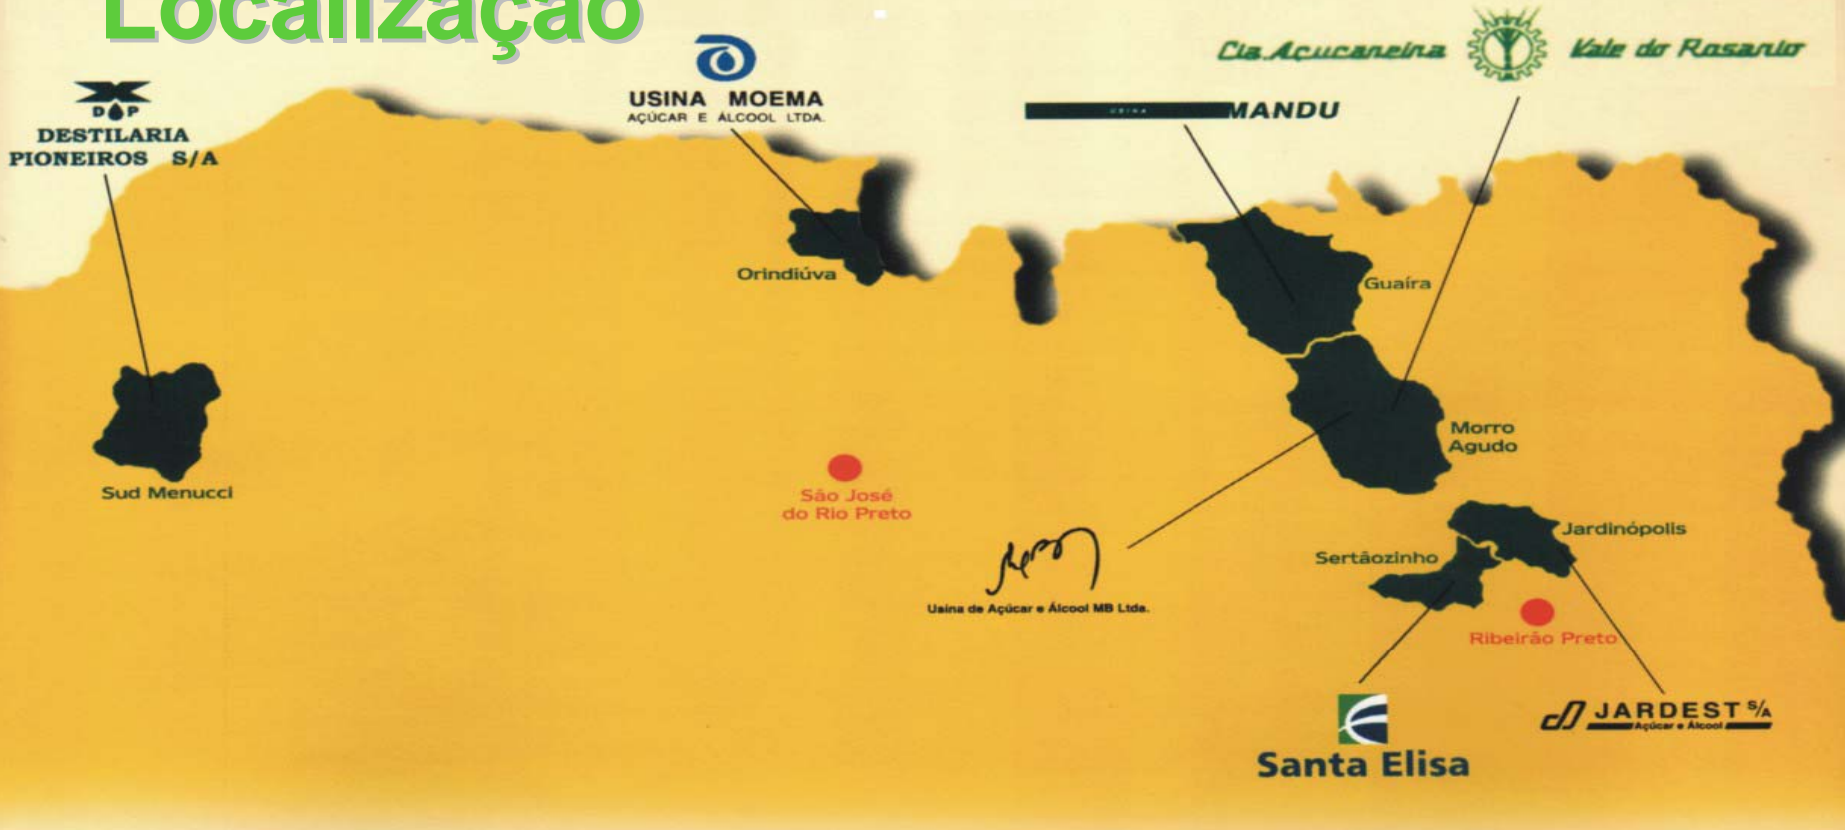 Localização
Cia. Açucareira Vale do Rosario
USINA MOEMA
AÇÚCAR E ÁLCOOL LTDA.
USINA MANDU
D P
DESTILARIA
PIONEIROS S/A
Orindiúva
Guaíra
Morro
Agudo
São José
do Rio Preto
Sud Menucci
Jardinópolis
Sertãozinho
Usina de Açúcar e Álcool MB Ltda.
Ribeirão Preto
JARDEST S/A
Açúcar e Álcool
Santa Elisa